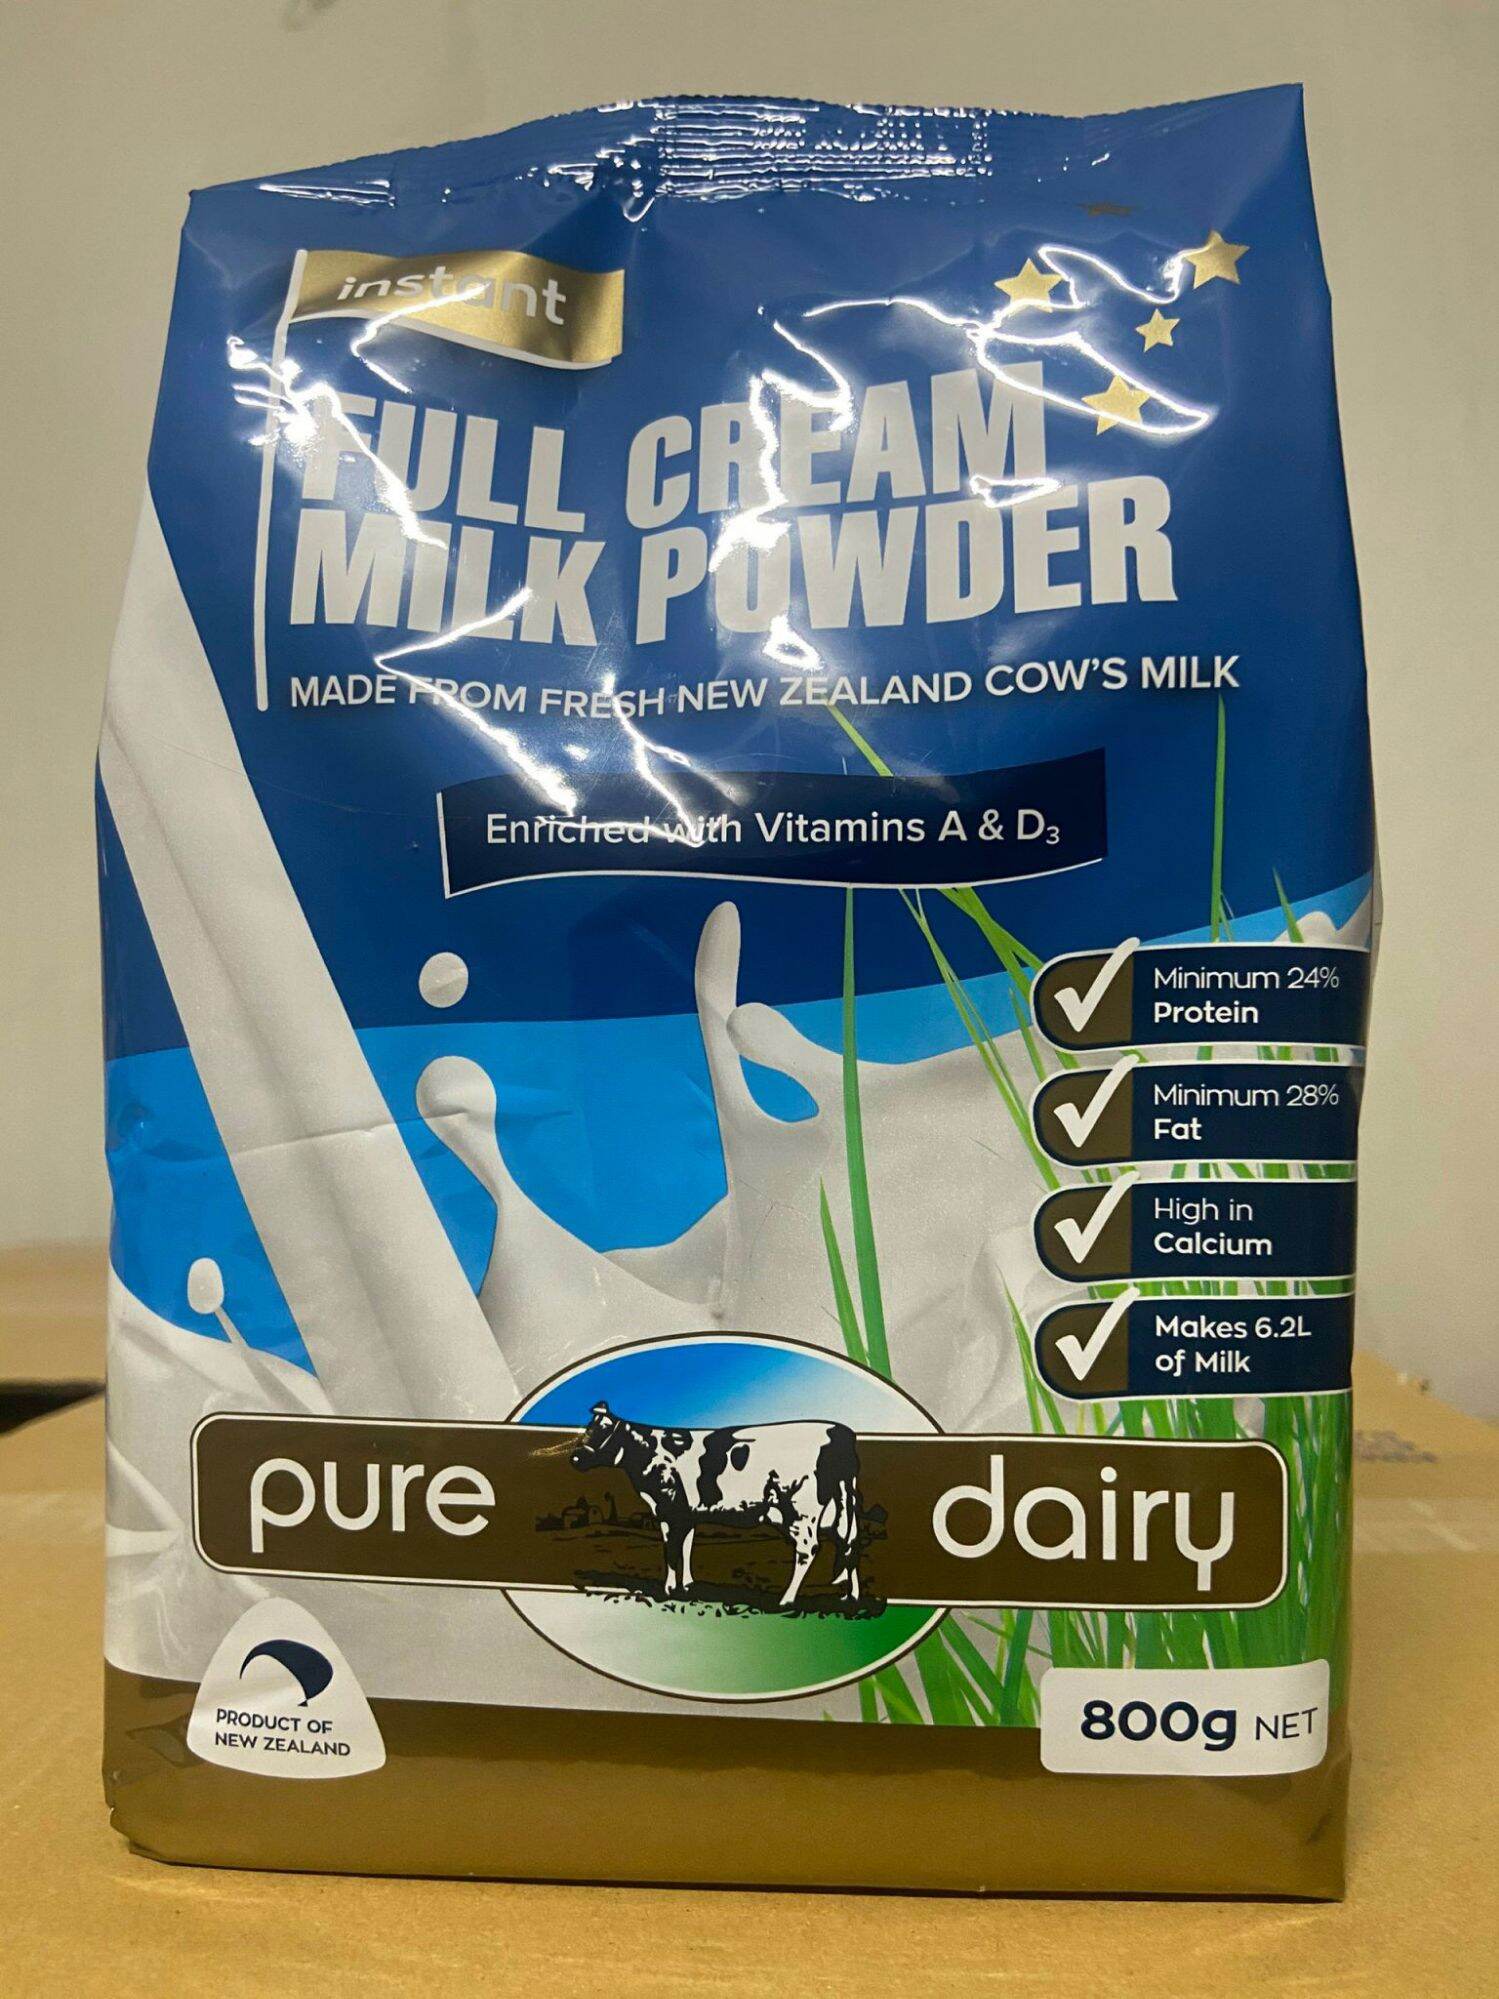 instant
FULL CREAM
MILK POWDER
MADE FROM FRESH NEW ZEALAND COW'S MILK
Enriched with Vitamins A & D₃
Minimum 24%
Protein
Minimum 28%
Fat
High in
Calcium
Makes 6.2L
of Milk
pure dairy
PRODUCT OF
NEW ZEALAND
800g NET